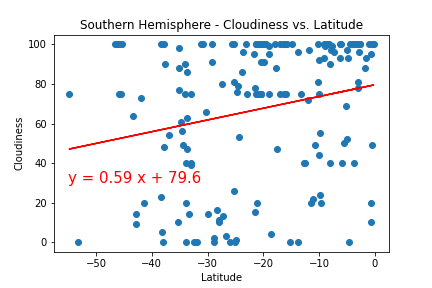 Southern Hemisphere - Cloudiness vs. Latitude
100
80
60
40
20
0
Cloudiness
y = 0.59 x + 79.6
−50 −40 −30 −20 −10 0
Latitude